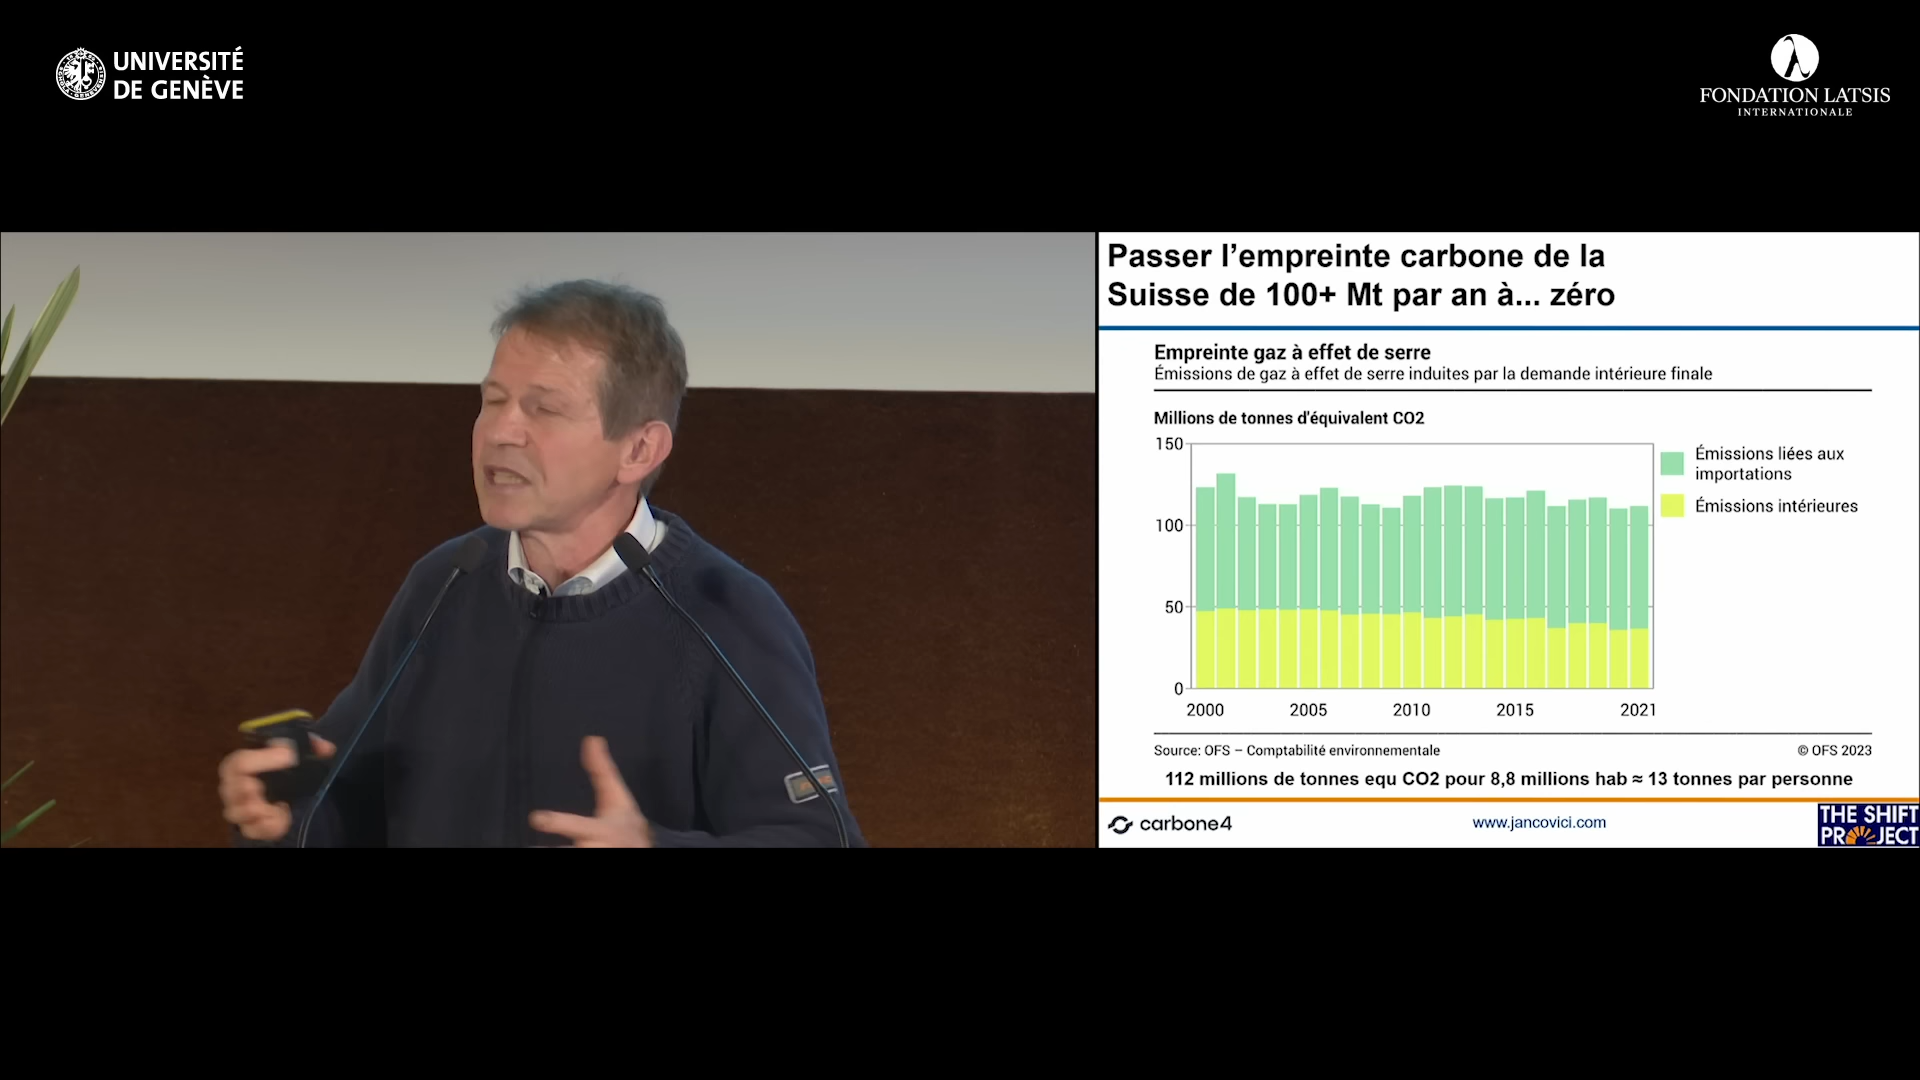 UNIVERSITÉ
DE GENÈVE
FONDATION LATSIS
INTERNATIONALE
Passer l’empreinte carbone de la
Suisse de 100+ Mt par an à... zéro
Empreinte gaz à effet de serre
Émissions de gaz à effet de serre induites par la demande intérieure finale
Millions de tonnes d'équivalent CO2
150
100
50
0
2000 2005 2010 2015 2021
Émissions liées aux
importations
Émissions intérieures
Source: OFS – Comptabilité environnementale © OFS 2023
112 millions de tonnes equ CO2 pour 8,8 millions hab ≈ 13 tonnes par personne
carbone4 www.jancovici.com THE SHIFT
PROJECT